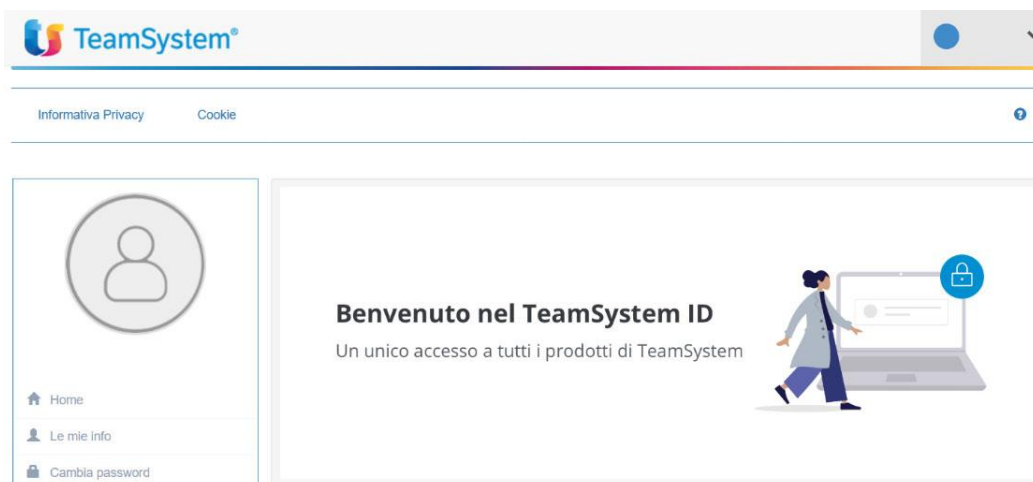 TeamSystem®
Informativa Privacy Cookie
Benvenuto nel TeamSystem ID
Un unico accesso a tutti i prodotti di TeamSystem
Home
Le mie info
Cambia password